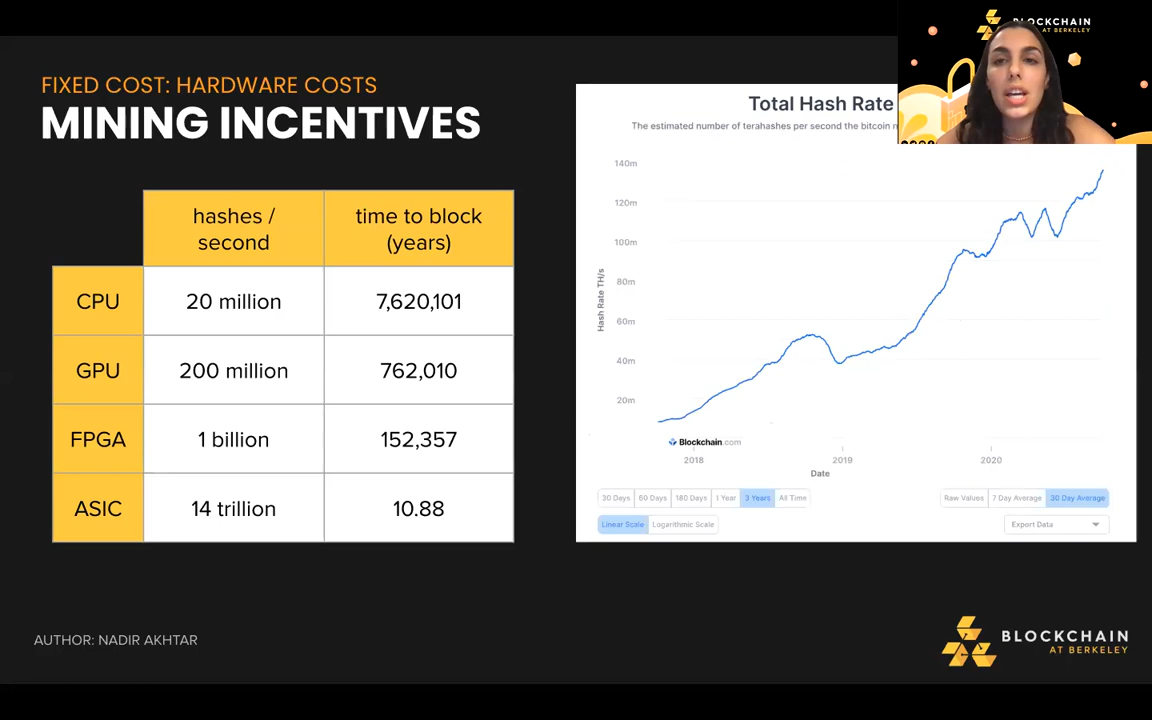 FIXED COST: HARDWARE COSTS
MINING INCENTIVES
hashes /
second
time to block
(years)
CPU
20 million
7,620,101
GPU
200 million
762,010
FPGA
1 billion
152,357
ASIC
14 trillion
10.88
AUTHOR: NADIR AKHTAR
BLOCKCHAIN
AT BERKELEY
Total Hash Rate
The estimated number of terahashes per second the bitcoin
140m
120m
100m
80m
60m
40m
20m
Hash Rate TH/s
Blockchain.com
2018
2019
2020
Date
30 Days
60 Days
180 Days
1 Year
3 Years
All Time
Raw Values
7 Day Average
30 Day Average
Linear Scale
Logarithmic Scale
Export Data
BLOCKCHAIN
AT BERKELEY